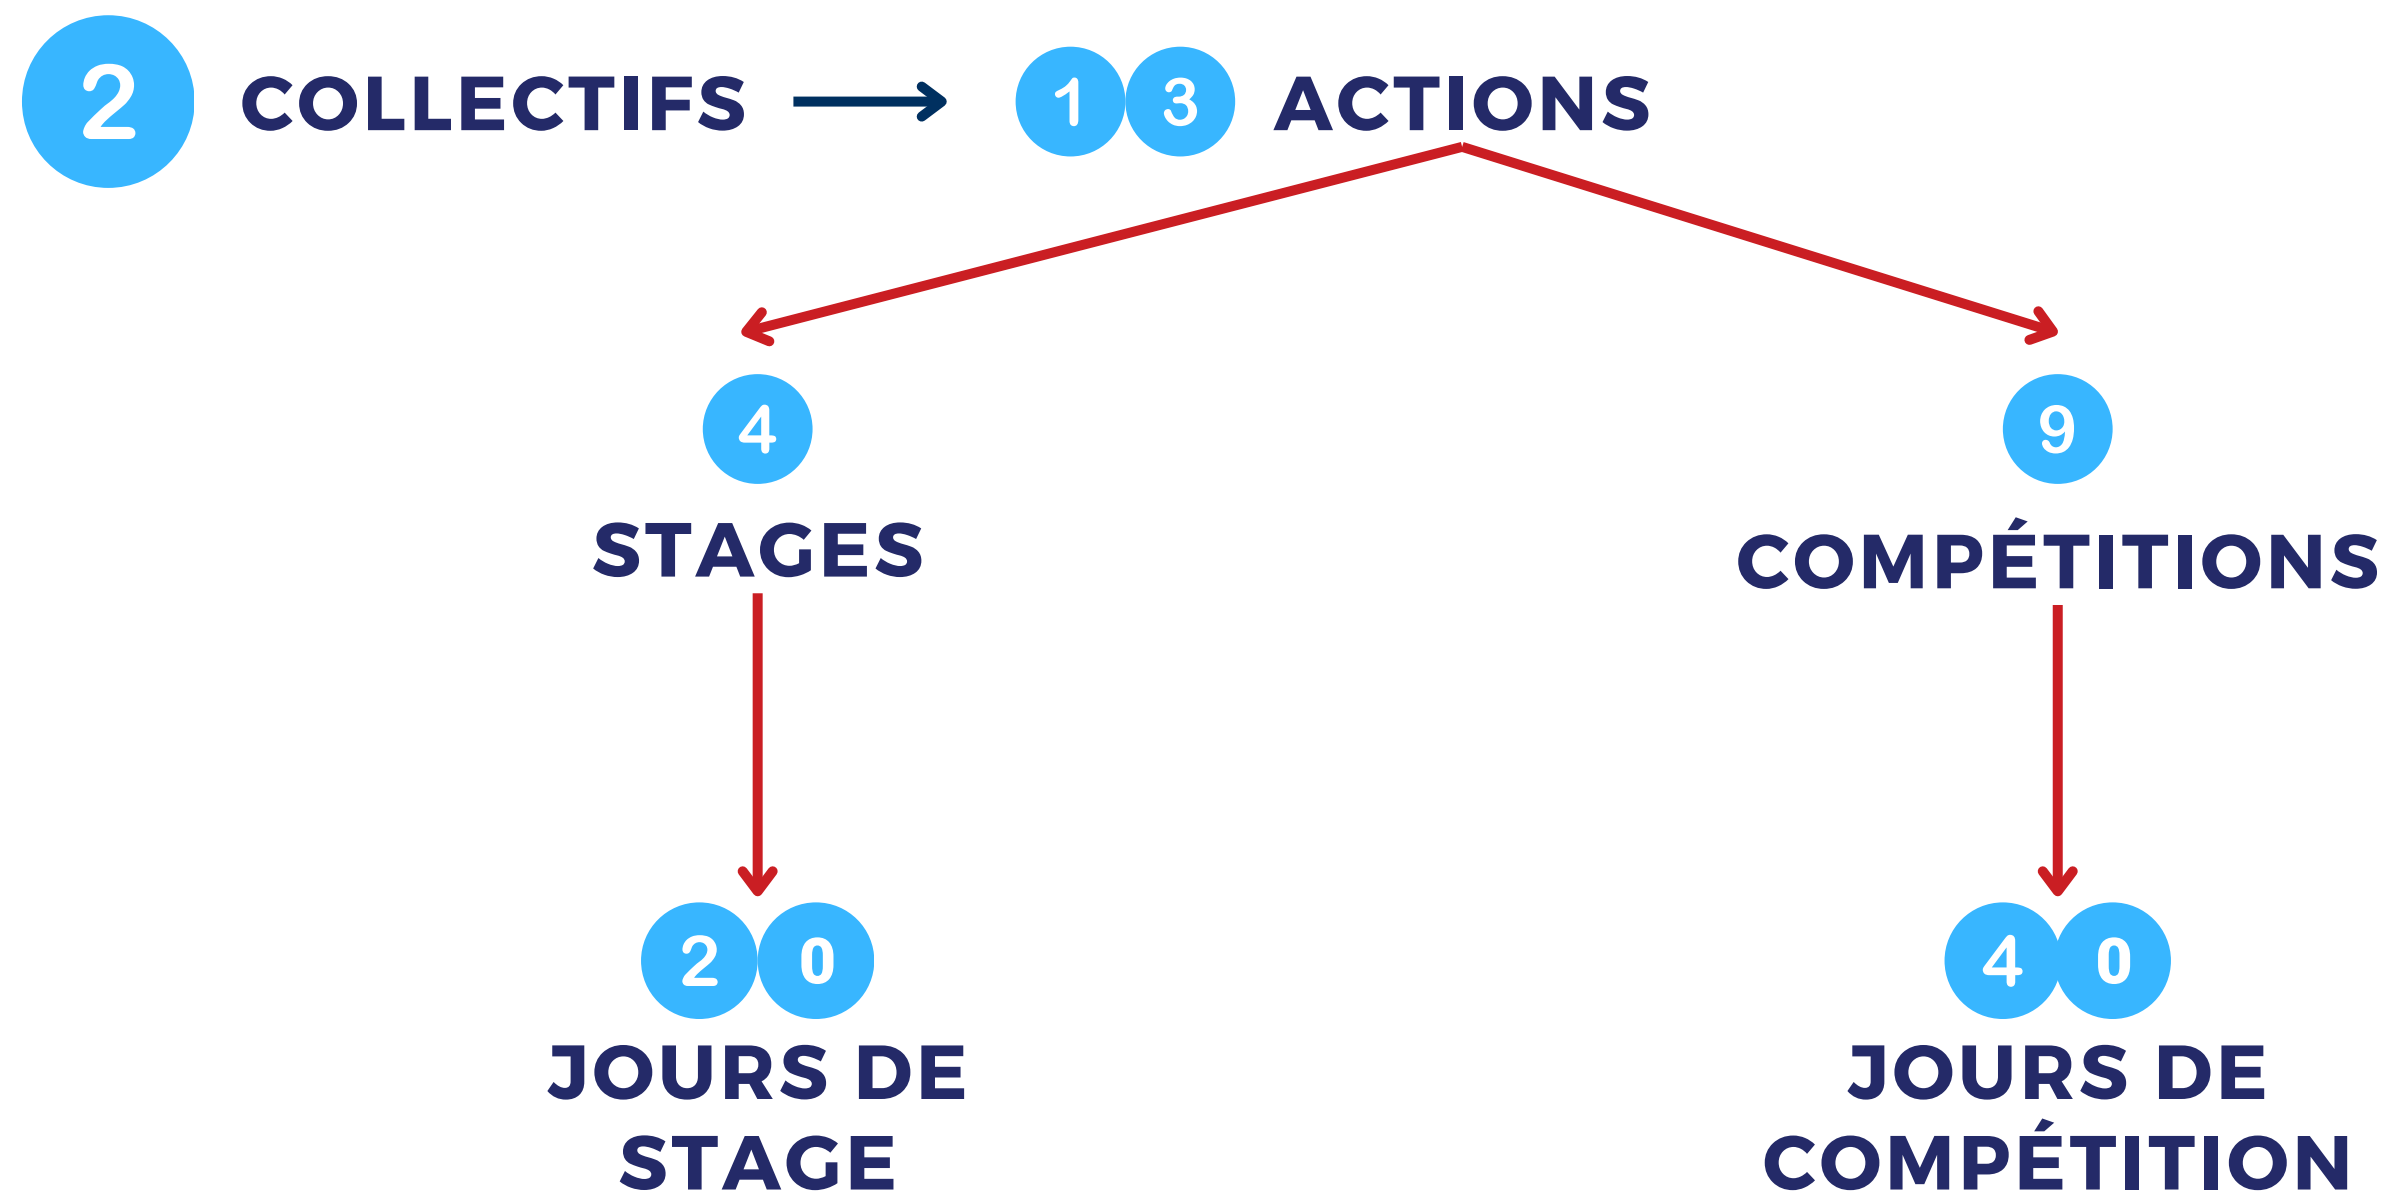 2 COLLECTIFS 13 ACTIONS
4 9
STAGES COMPÉTITIONS
20 40
JOURS DE JOURS DE
STAGE COMPÉTITION